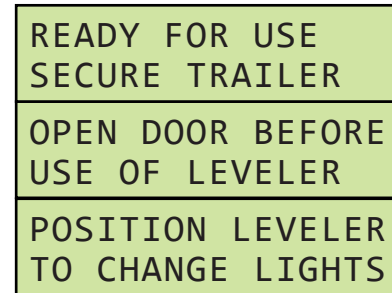 READY FOR USE
SECURE TRAILER
OPEN DOOR BEFORE
USE OF LEVELER
POSITION LEVELER
TO CHANGE LIGHTS